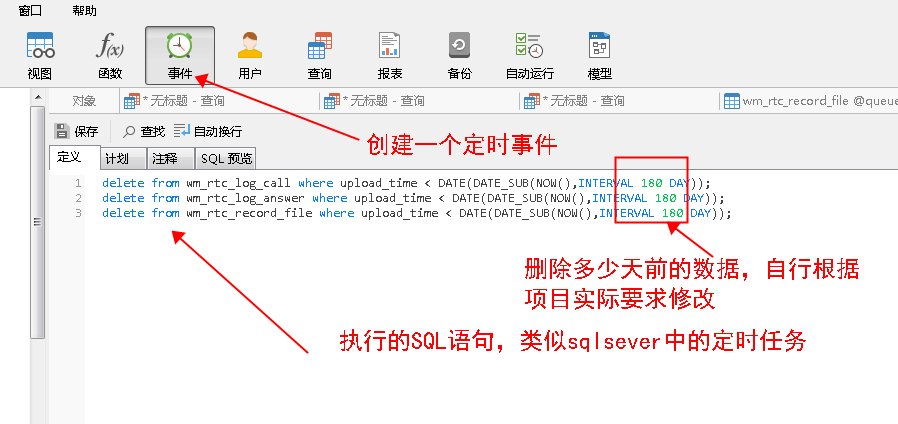 窗口 帮助
视图 函数 事件 用户 查询 报表 备份 自动运行 模型
对象 * 无标题 - 查询 * 无标题 - 查询 * 无标题 - 查询 wm_rtc_record_file @queue
保存 查找 自动换行
创建一个定时事件
定义 计划 注释 SQL 预览
1 delete from wm_rtc_log_call where upload_time < DATE(DATE_SUB(NOW(),INTERVAL 180 DAY));
2 delete from wm_rtc_log_answer where upload_time < DATE(DATE_SUB(NOW(),INTERVAL 180 DAY));
3 delete from wm_rtc_record_file where upload_time < DATE(DATE_SUB(NOW(),INTERVAL 180 DAY));
删除多少天前的数据，自行根据
项目实际要求修改
执行的SQL语句，类似sqlsever中的定时任务